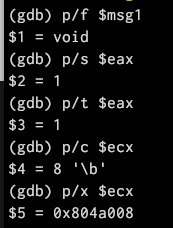 (gdb) p/f $msg1
$1 = void
(gdb) p/s $eax
$2 = 1
(gdb) p/t $eax
$3 = 1
(gdb) p/c $ecx
$4 = 8 '\b'
(gdb) p/x $ecx
$5 = 0x804a008